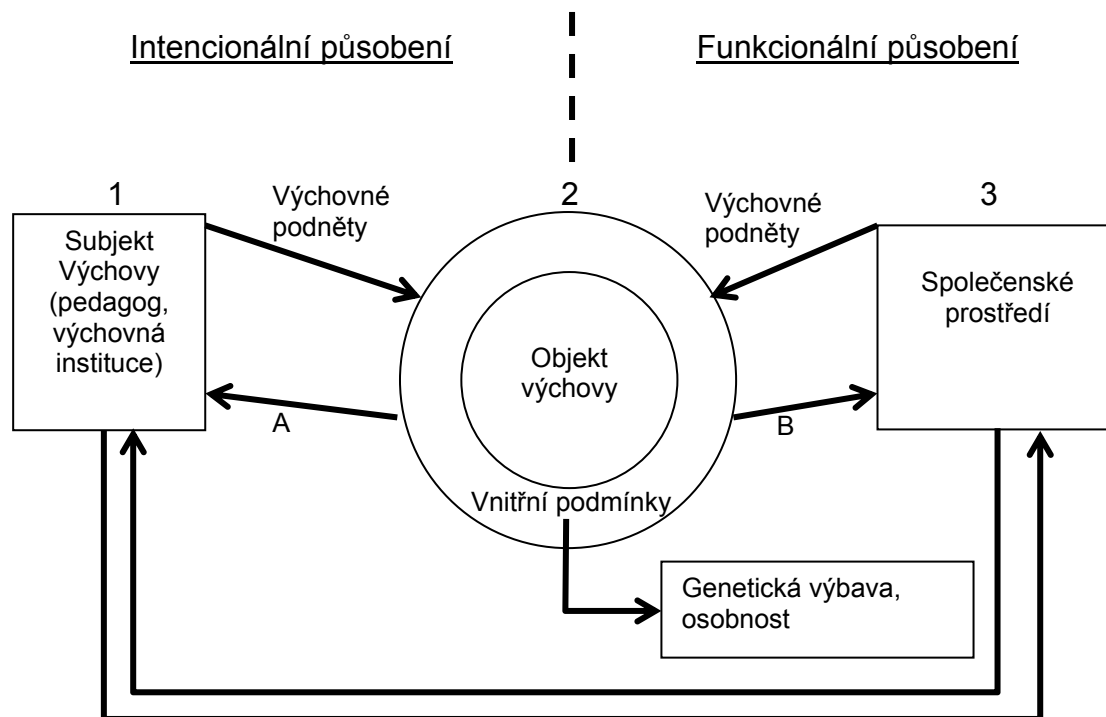 Intencionální působení
Funkcionální působení
1
Výchovné
podněty
2
Výchovné
podněty
3
Subjekt
Výchovy
(pedagog,
výchovná
instituce)
Objekt
výchovy
Společenské
prostředí
A
B
Vnitřní podmínky
Genetická výbava,
osobnost